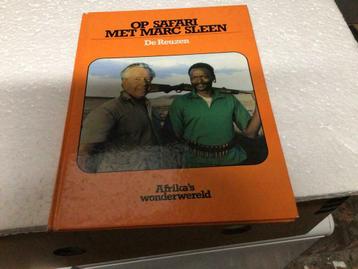 OP SAFARI
MET MARC SLEEN
De Reuzen
Afrika's
wonderwereld